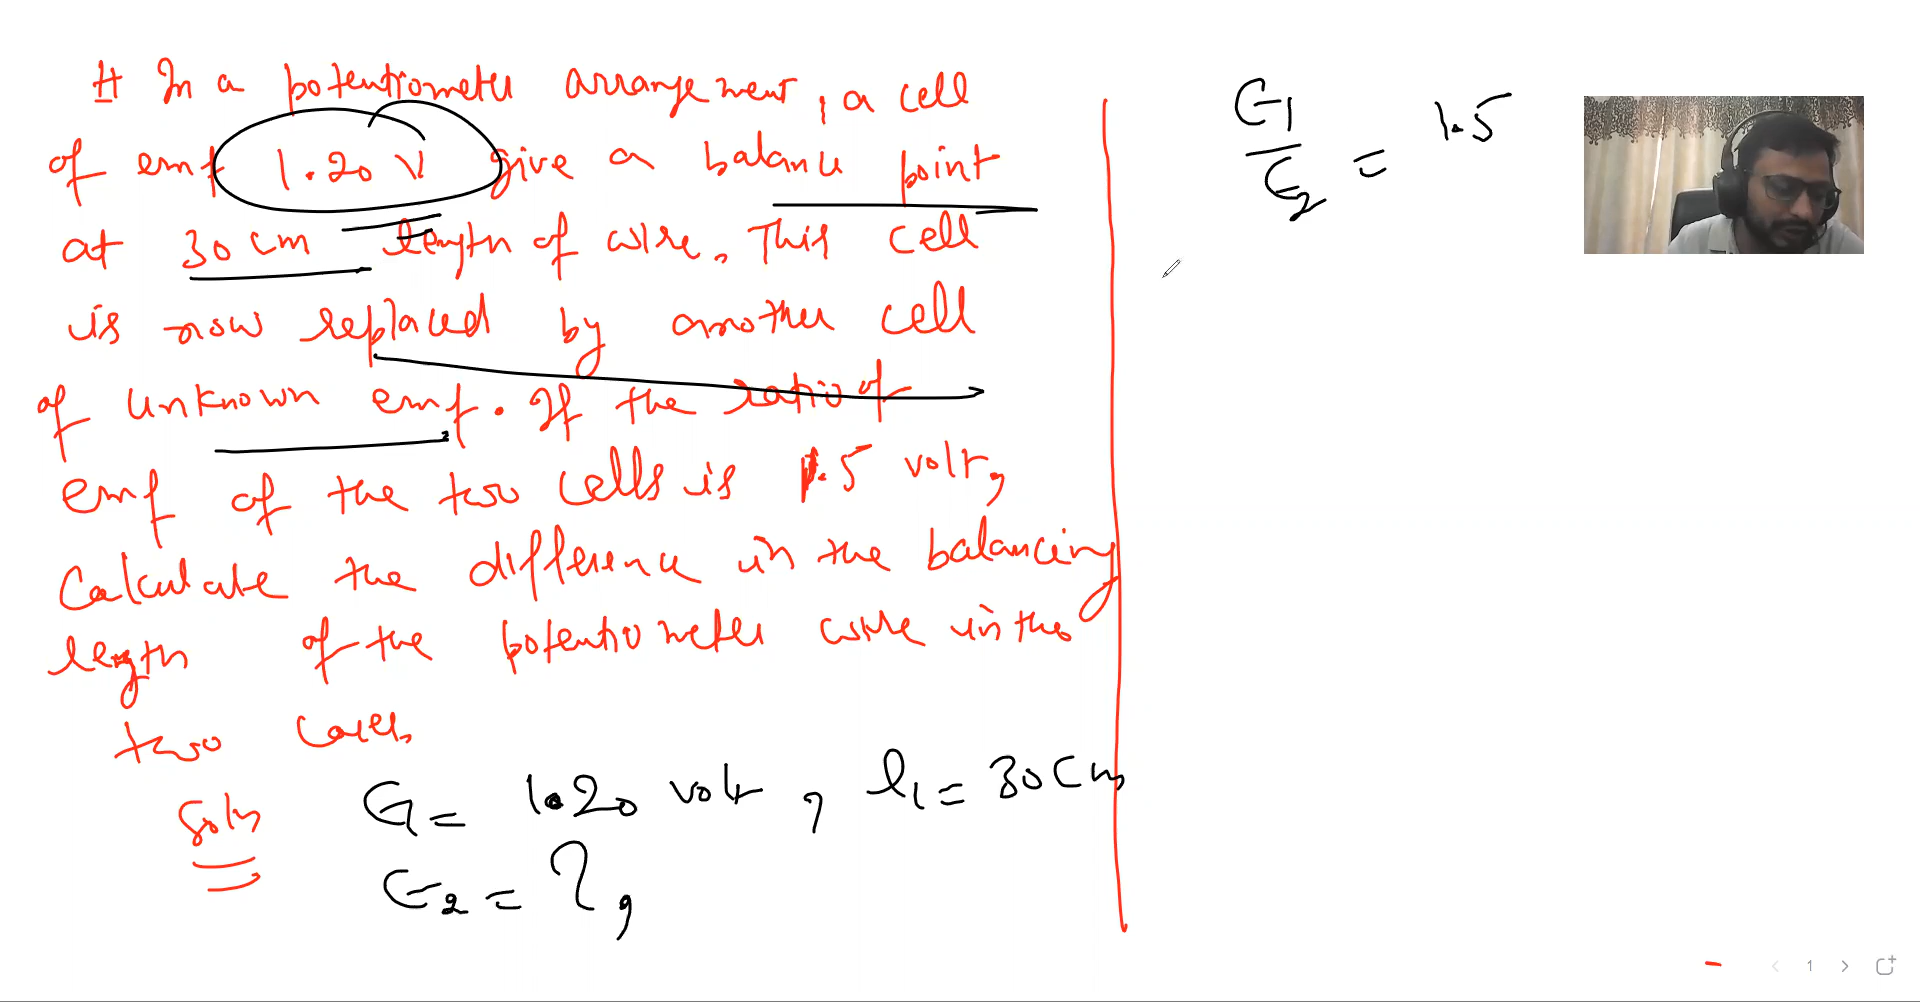 # In a potentiometer arrangement, a cell
of emf 1.20 V give a balance point
at 30 cm length of wire. This cell
is now replaced by another cell
of unknown emf. If the ratio of
emf of the two cells is 1.5 volt,
Calculate the difference in the balancing
length of the potentiometer wire in the
two cases
Soln E1 = 1.20 volt, l1 = 30 cm
E2 = ?,
E1/E2 = 1.5
1